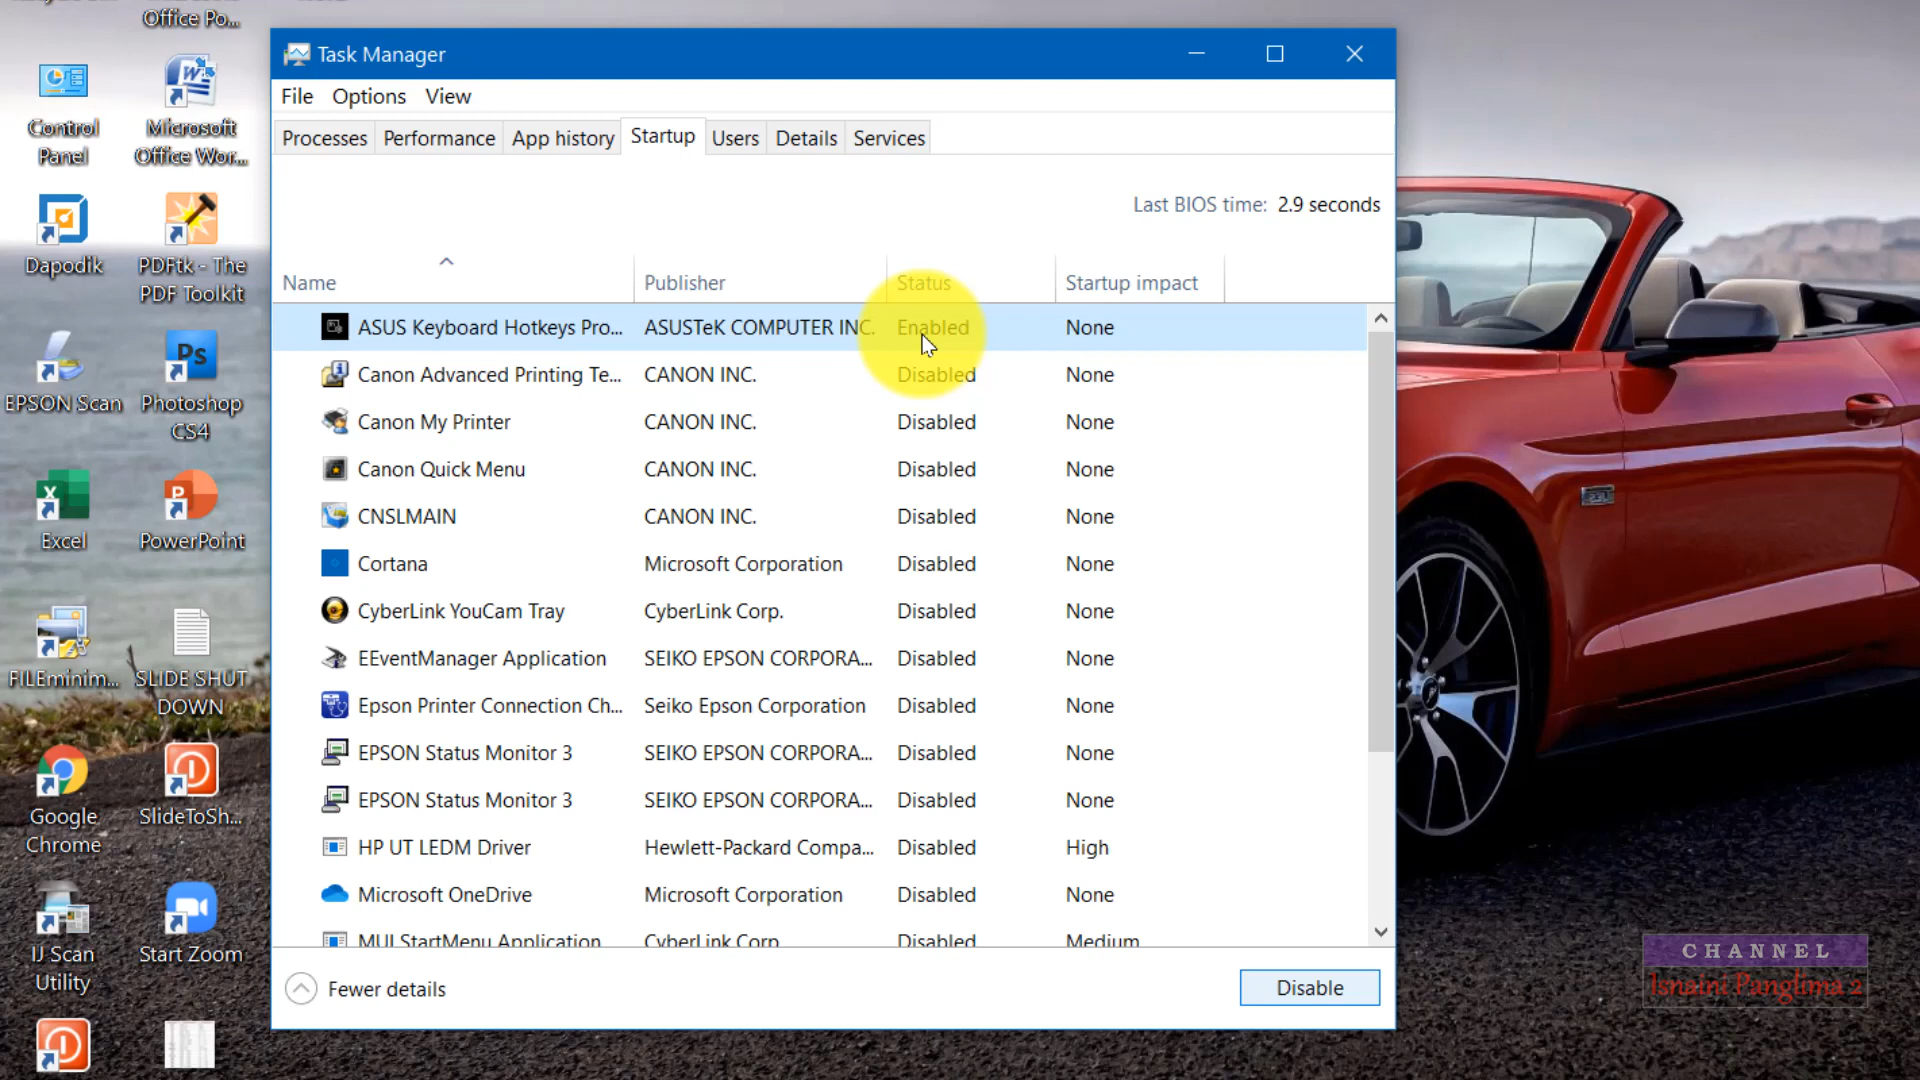 Office Po...
Control
Panel
Microsoft
Office Wor...
Dapodik
PDFtk - The
PDF Toolkit
EPSON Scan
Photoshop
CS4
Excel
PowerPoint
FILEminim...
SLIDE SHUT
DOWN
Google
Chrome
SlideToSh...
IJ Scan
Utility
Start Zoom
Task Manager
File Options View
Processes Performance App history Startup Users Details Services
Last BIOS time: 2.9 seconds
Name Publisher Status Startup impact
ASUS Keyboard Hotkeys Pro... ASUSTeK COMPUTER INC. Enabled None
Canon Advanced Printing Te... CANON INC. Disabled None
Canon My Printer CANON INC. Disabled None
Canon Quick Menu CANON INC. Disabled None
CNSLMAIN CANON INC. Disabled None
Cortana Microsoft Corporation Disabled None
CyberLink YouCam Tray CyberLink Corp. Disabled None
EEventManager Application SEIKO EPSON CORPORA... Disabled None
Epson Printer Connection Ch... Seiko Epson Corporation Disabled None
EPSON Status Monitor 3 SEIKO EPSON CORPORA... Disabled None
EPSON Status Monitor 3 SEIKO EPSON CORPORA... Disabled None
HP UT LEDM Driver Hewlett-Packard Compa... Disabled High
Microsoft OneDrive Microsoft Corporation Disabled None
MUI StartMenu Application CyberLink Corp. Disabled Medium
Fewer details
Disable
CHANNEL
Isnaini Panglima 2